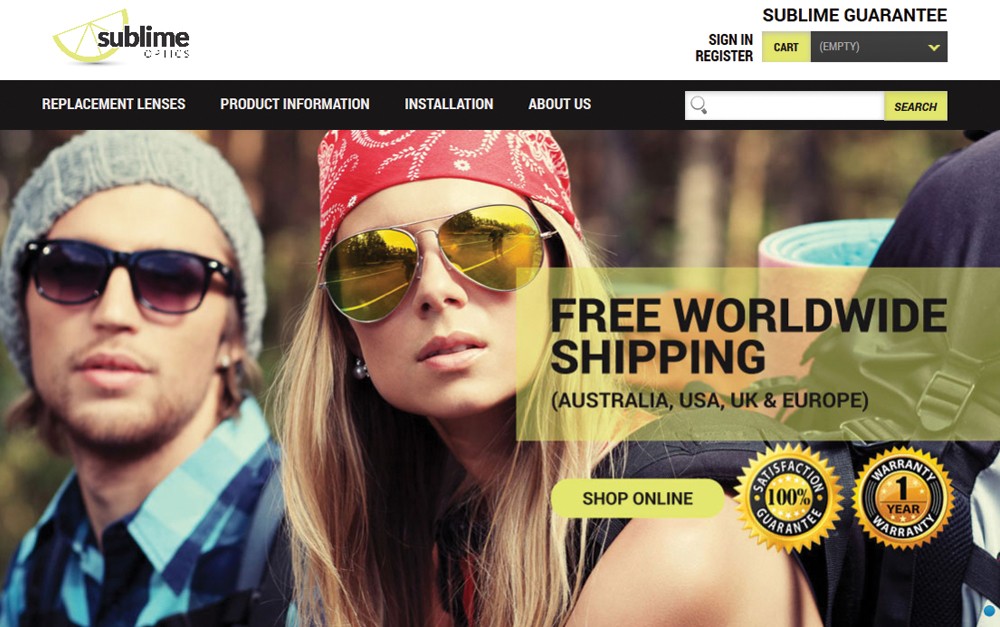 sublime
OPTICS
SUBLIME GUARANTEE
SIGN IN
REGISTER
CART
(EMPTY)
REPLACEMENT LENSES
PRODUCT INFORMATION
INSTALLATION
ABOUT US
SEARCH
FREE WORLDWIDE
SHIPPING
(AUSTRALIA, USA, UK & EUROPE)
SHOP ONLINE
SATISFACTION
100%
GUARANTEE
WARRANTY
1
YEAR
WARRANTY